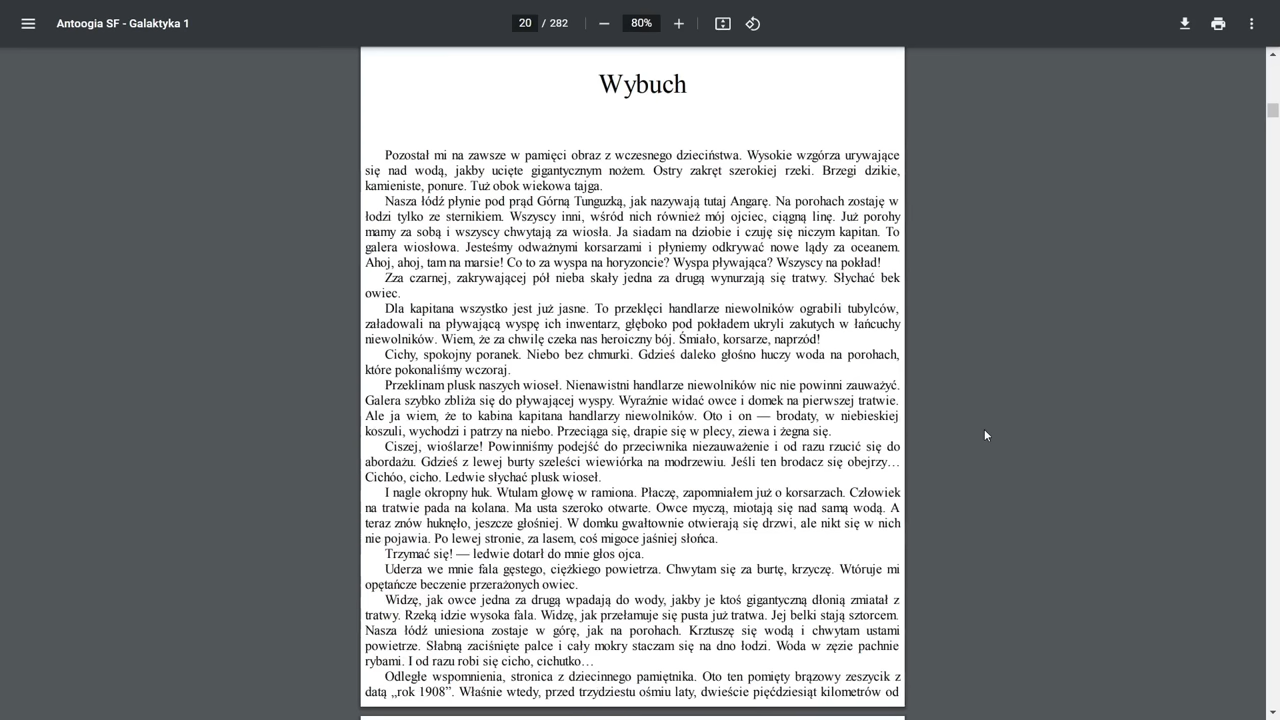 Antoogia SF - Galaktyka 1
20 / 282
80%
Wybuch
Pozostał mi na zawsze w pamięci obraz z wczesnego dzieciństwa. Wysokie wzgórza urywające
się nad wodą, jakby ucięte gigantycznym nożem. Ostry zakręt szerokiej rzeki. Brzegi dzikie,
kamieniste, ponure. Tuż obok wiekowa tajga.
Nasza łódź płynie pod prąd Górną Tunguzką, jak nazywają tutaj Angarę. Na porohach zostaję w
łodzi tylko ze sternikiem. Wszyscy inni, wśród nich również mój ojciec, ciągną linę. Już porohy
mamy za sobą i wszyscy chwytają za wiosła. Ja siadam na dziobie i czuję się niczym kapitan. To
galera wiosłowa. Jesteśmy odważnymi korsarzami i płyniemy odkrywać nowe lądy za oceanem.
Ahoj, ahoj, tam na marsie! Co to za wyspa na horyzoncie? Wyspa pływająca? Wszyscy na pokład!
Zza czarnej, zakrywającej pół nieba skały jedna za drugą wynurzają się tratwy. Słychać bek
owiec.
Dla kapitana wszystko jest już jasne. To przeklęci handlarze niewolników ograbili tubylców,
załadowali na pływającą wyspę ich inwentarz, głęboko pod pokładem ukryli zakutych w łańcuchy
niewolników. Wiem, że za chwilę czeka nas heroiczny bój. Śmiało, korsarze, naprzód!
Cichy, spokojny poranek. Niebo bez chmurki. Gdzieś daleko głośno huczy woda na porohach,
które pokonaliśmy wczoraj.
Przeklinam plusk naszych wioseł. Nienawistni handlarze niewolników nic nie powinni zauważyć.
Galera szybko zbliża się do pływającej wyspy. Wyraźnie widać owce i domek na pierwszej tratwie.
Ale ja wiem, że to kabina kapitana handlarzy niewolników. Oto i on — brodaty, w niebieskiej
koszuli, wychodzi i patrzy na niebo. Przeciąga się, drapie się w plecy, ziewa i żegna się.
Ciszej, wioślarze! Powinniśmy podejść do przeciwnika niezauważenie i od razu rzucić się do
abordażu. Gdzieś z lewej burty szeleści wiewiórka na modrzewiu. Jeśli ten brodacz się obejrzy…
Cichóo, cicho. Ledwie słychać plusk wioseł.
I nagle okropny huk. Wtulam głowę w ramiona. Płaczę, zapomniałem już o korsarzach. Człowiek
na tratwie pada na kolana. Ma usta szeroko otwarte. Owce myczą, miotają się nad samą wodą. A
teraz znów huknęło, jeszcze głośniej. W domku gwałtownie otwierają się drzwi, ale nikt się w nich
nie pojawia. Po lewej stronie, za lasem, coś migoce jaśniej słońca.
Trzymać się! — ledwie dotarł do mnie głos ojca.
Uderza we mnie fala gęstego, ciężkiego powietrza. Chwytam się za burtę, krzyczę. Wtóruje mi
opętańcze beczenie przerażonych owiec.
Widzę, jak owce jedna za drugą wpadają do wody, jakby je ktoś gigantyczną dłonią zmiatał z
tratwy. Rzeką idzie wysoka fala. Widzę, jak przełamuje się pusta już tratwa. Jej belki stają sztorcem.
Nasza łódź uniesiona zostaje w górę, jak na porohach. Krztuszę się wodą i chwytam ustami
powietrze. Słabną zaciśnięte palce i cały mokry staczam się na dno łodzi. Woda w zęzie pachnie
rybami. I od razu robi się cicho, cichutko…
Odległe wspomnienia, stronica z dziecinnego pamiętnika. Oto ten pomięty brązowy zeszycik z
datą „rok 1908”. Właśnie wtedy, przed trzydziestu ośmiu laty, dwieście pięćdziesiąt kilometrów od